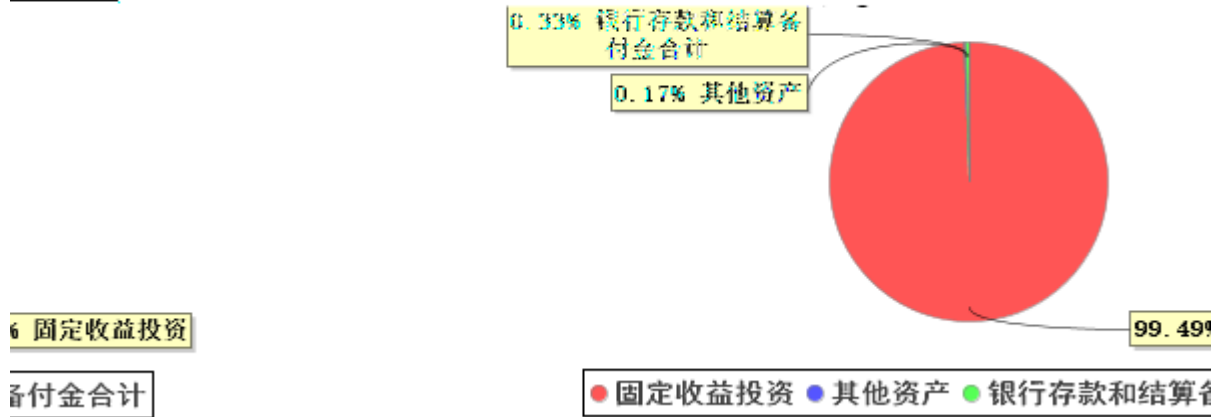 0.33% 银行存款和结算备
付金合计
0.17% 其他资产
% 固定收益投资
99.49%
备付金合计
固定收益投资 其他资产 银行存款和结算备